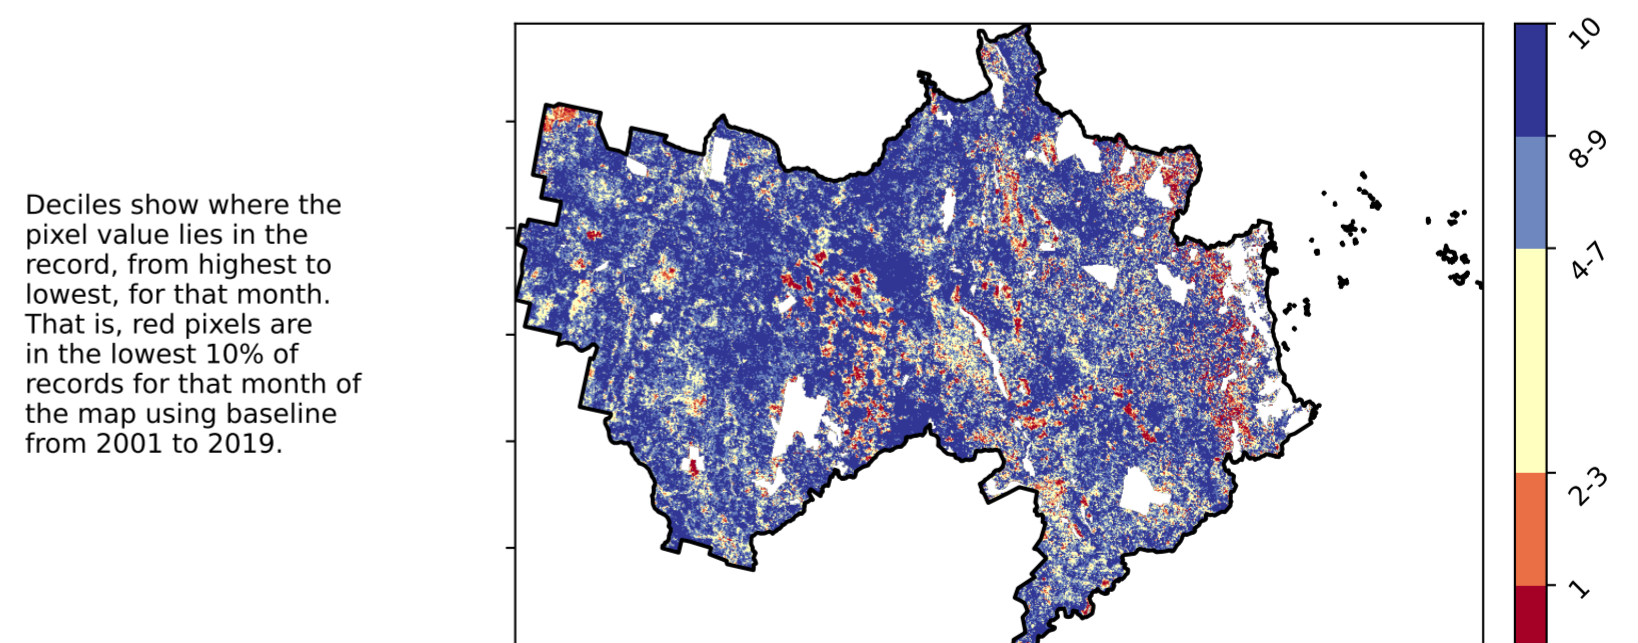 Deciles show where the
pixel value lies in the
record, from highest to
lowest, for that month.
That is, red pixels are
in the lowest 10% of
records for that month of
the map using baseline
from 2001 to 2019.
10
8-9
4-7
2-3
1